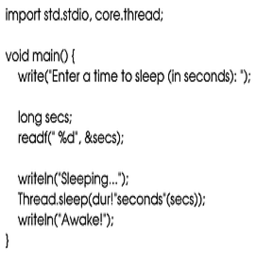 import std.stdio, core.thread;
void main() {
write("Enter a time to sleep (in seconds): ");
long secs;
readf(" %d", &secs);
writeln("Sleeping...");
Thread.sleep(dur!"seconds"(secs));
writeln("Awake!");
}